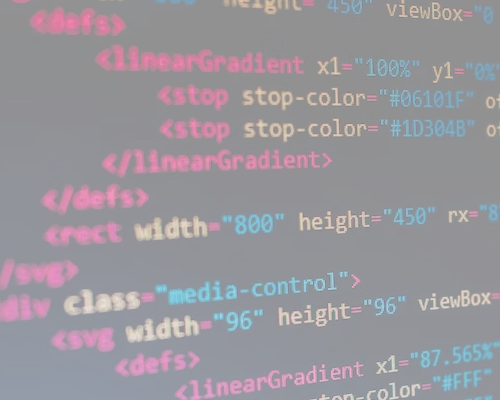 height="450" viewBox="0
<defs>
<linearGradient x1="100%" y1="0%"
<stop stop-color="#06101F" of
<stop stop-color="#1D304B" of
</linearGradient>
</defs>
<rect width="800" height="450" rx="8
/svg>
div class="media-control">
<svg width="96" height="96" viewBox=
<defs>
<linearGradient x1="87.565%"
stop-color="#FFF"